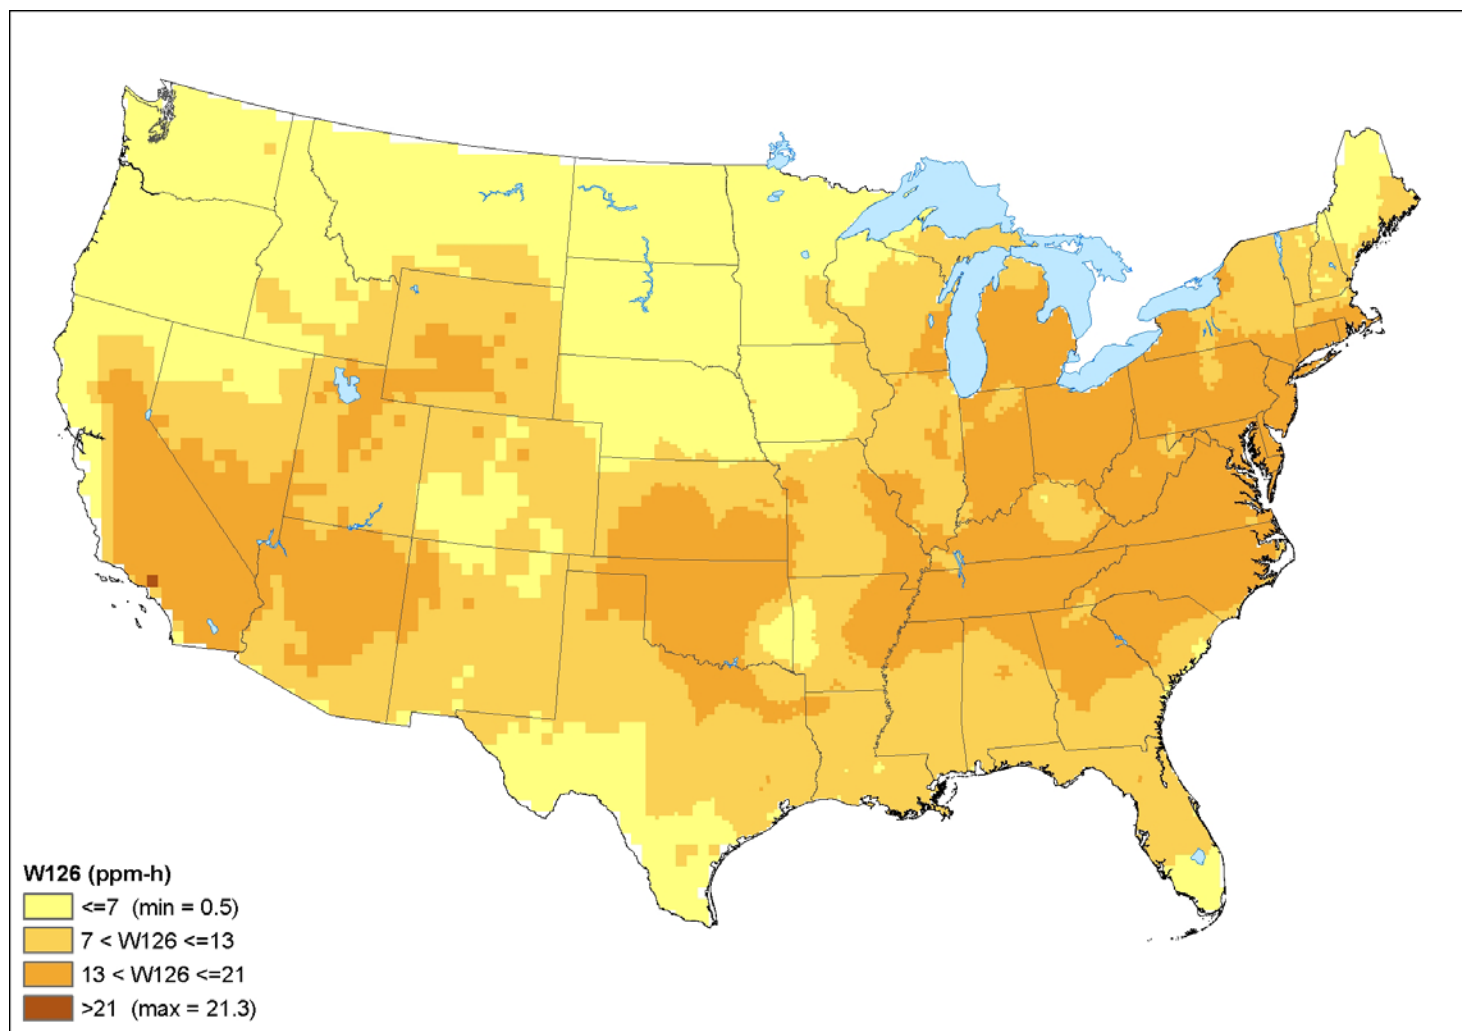 W126 (ppm-h)
<=7 (min = 0.5)
7 < W126 <=13
13 < W126 <=21
>21 (max = 21.3)